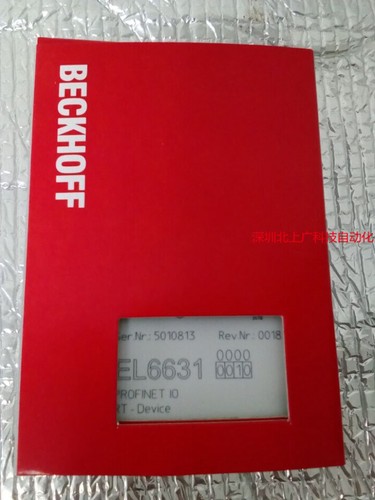 BECKHOFF
深圳北上广科技自动化
Ser.Nr: 5010813 Rev.Nr: 0018
EL6631 0000
0010
PROFINET IO
RT - Device